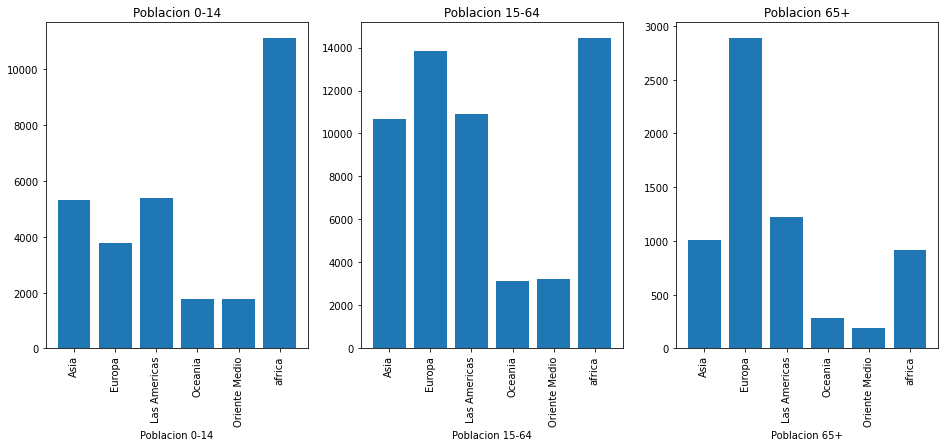 Poblacion 0-14
10000
8000
6000
4000
2000
0
Asia
Europa
Las Americas
Oceania
Oriente Medio
africa
Poblacion 0-14
Poblacion 15-64
14000
12000
10000
8000
6000
4000
2000
0
Asia
Europa
Las Americas
Oceania
Oriente Medio
africa
Poblacion 15-64
Poblacion 65+
3000
2500
2000
1500
1000
500
0
Asia
Europa
Las Americas
Oceania
Oriente Medio
africa
Poblacion 65+